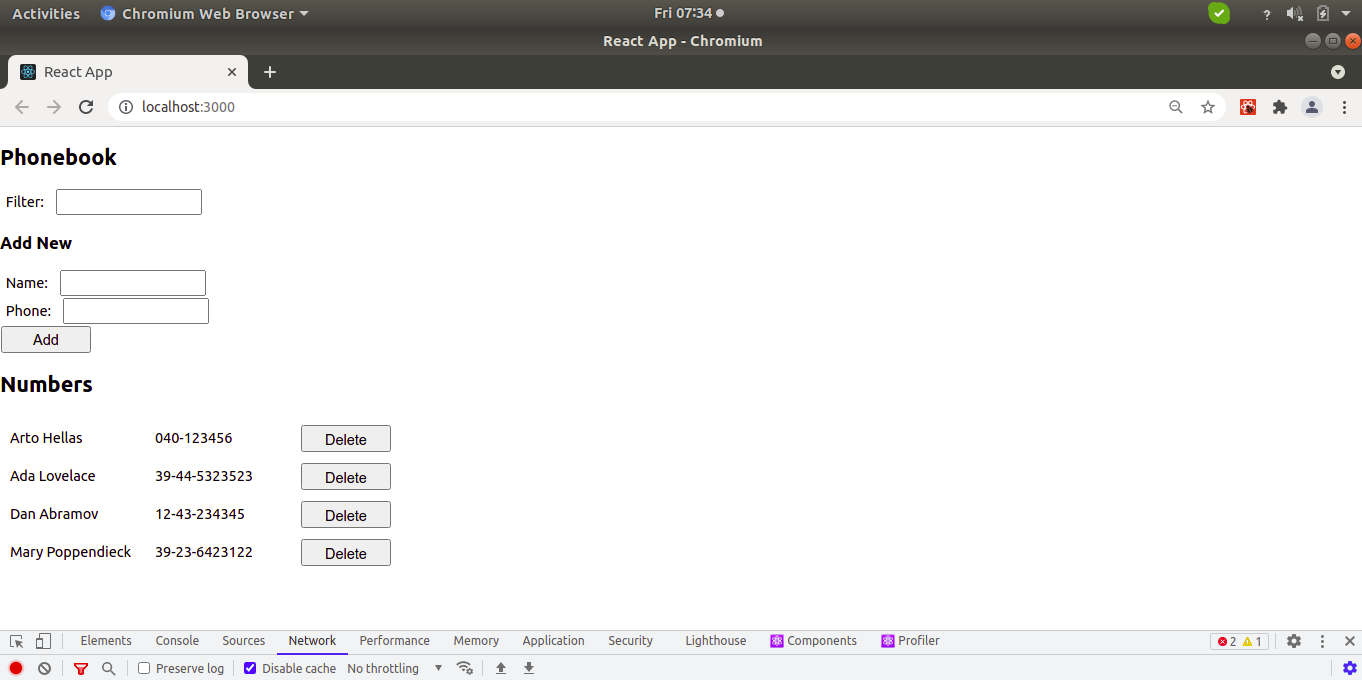 Activities Chromium Web Browser Fri 07:34 ?
React App - Chromium
React App
localhost:3000
Phonebook
Filter:
Add New
Name:
Phone:
Add
Numbers
Arto Hellas 040-123456 Delete
Ada Lovelace 39-44-5323523 Delete
Dan Abramov 12-43-234345 Delete
Mary Poppendieck 39-23-6423122 Delete
Elements Console Sources Network Performance Memory Application Security Lighthouse Components Profiler 2 1
Preserve log Disable cache No throttling